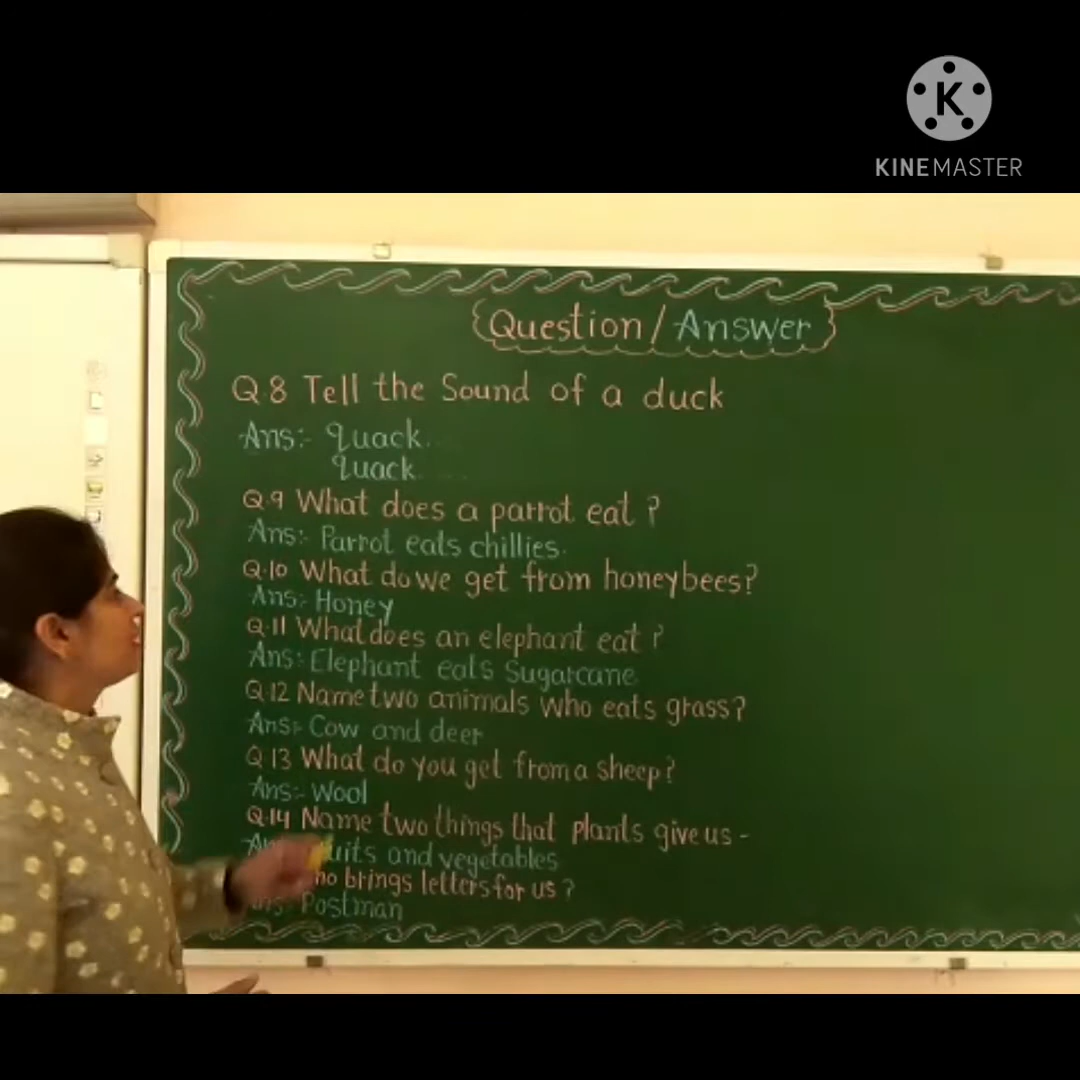 K
KINEMASTER
Question / Answer
Q 8 Tell the Sound of a duck
Ans:- quack..
quack.....
Q.9 What does a parrot eat ?
Ans:- Parrot eats chillies.
Q.10 What do we get from honeybees?
Ans:- Honey
Q.11 What does an elephant eat ?
Ans:- Elephant eats Sugarcane
Q.12 Name two animals who eats grass?
Ans:- Cow and deer
Q 13 What do you get from a sheep?
Ans:- Wool
Q.14 Name two things that plants give us -
and vegetables
brings letters for us ?
Ans:- Postman